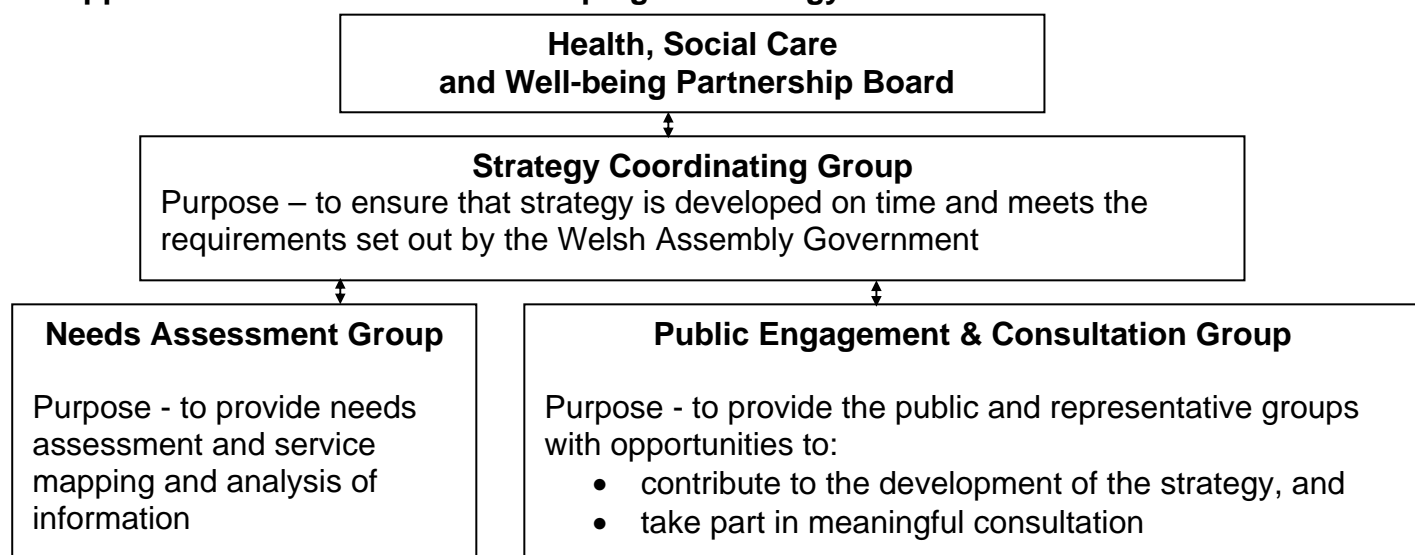 Health, Social Care
and Well-being Partnership Board
Strategy Coordinating Group
Purpose – to ensure that strategy is developed on time and meets the
requirements set out by the Welsh Assembly Government
Needs Assessment Group
Purpose - to provide needs
assessment and service
mapping and analysis of
information
Public Engagement & Consultation Group
Purpose - to provide the public and representative groups
with opportunities to:
• contribute to the development of the strategy, and
• take part in meaningful consultation